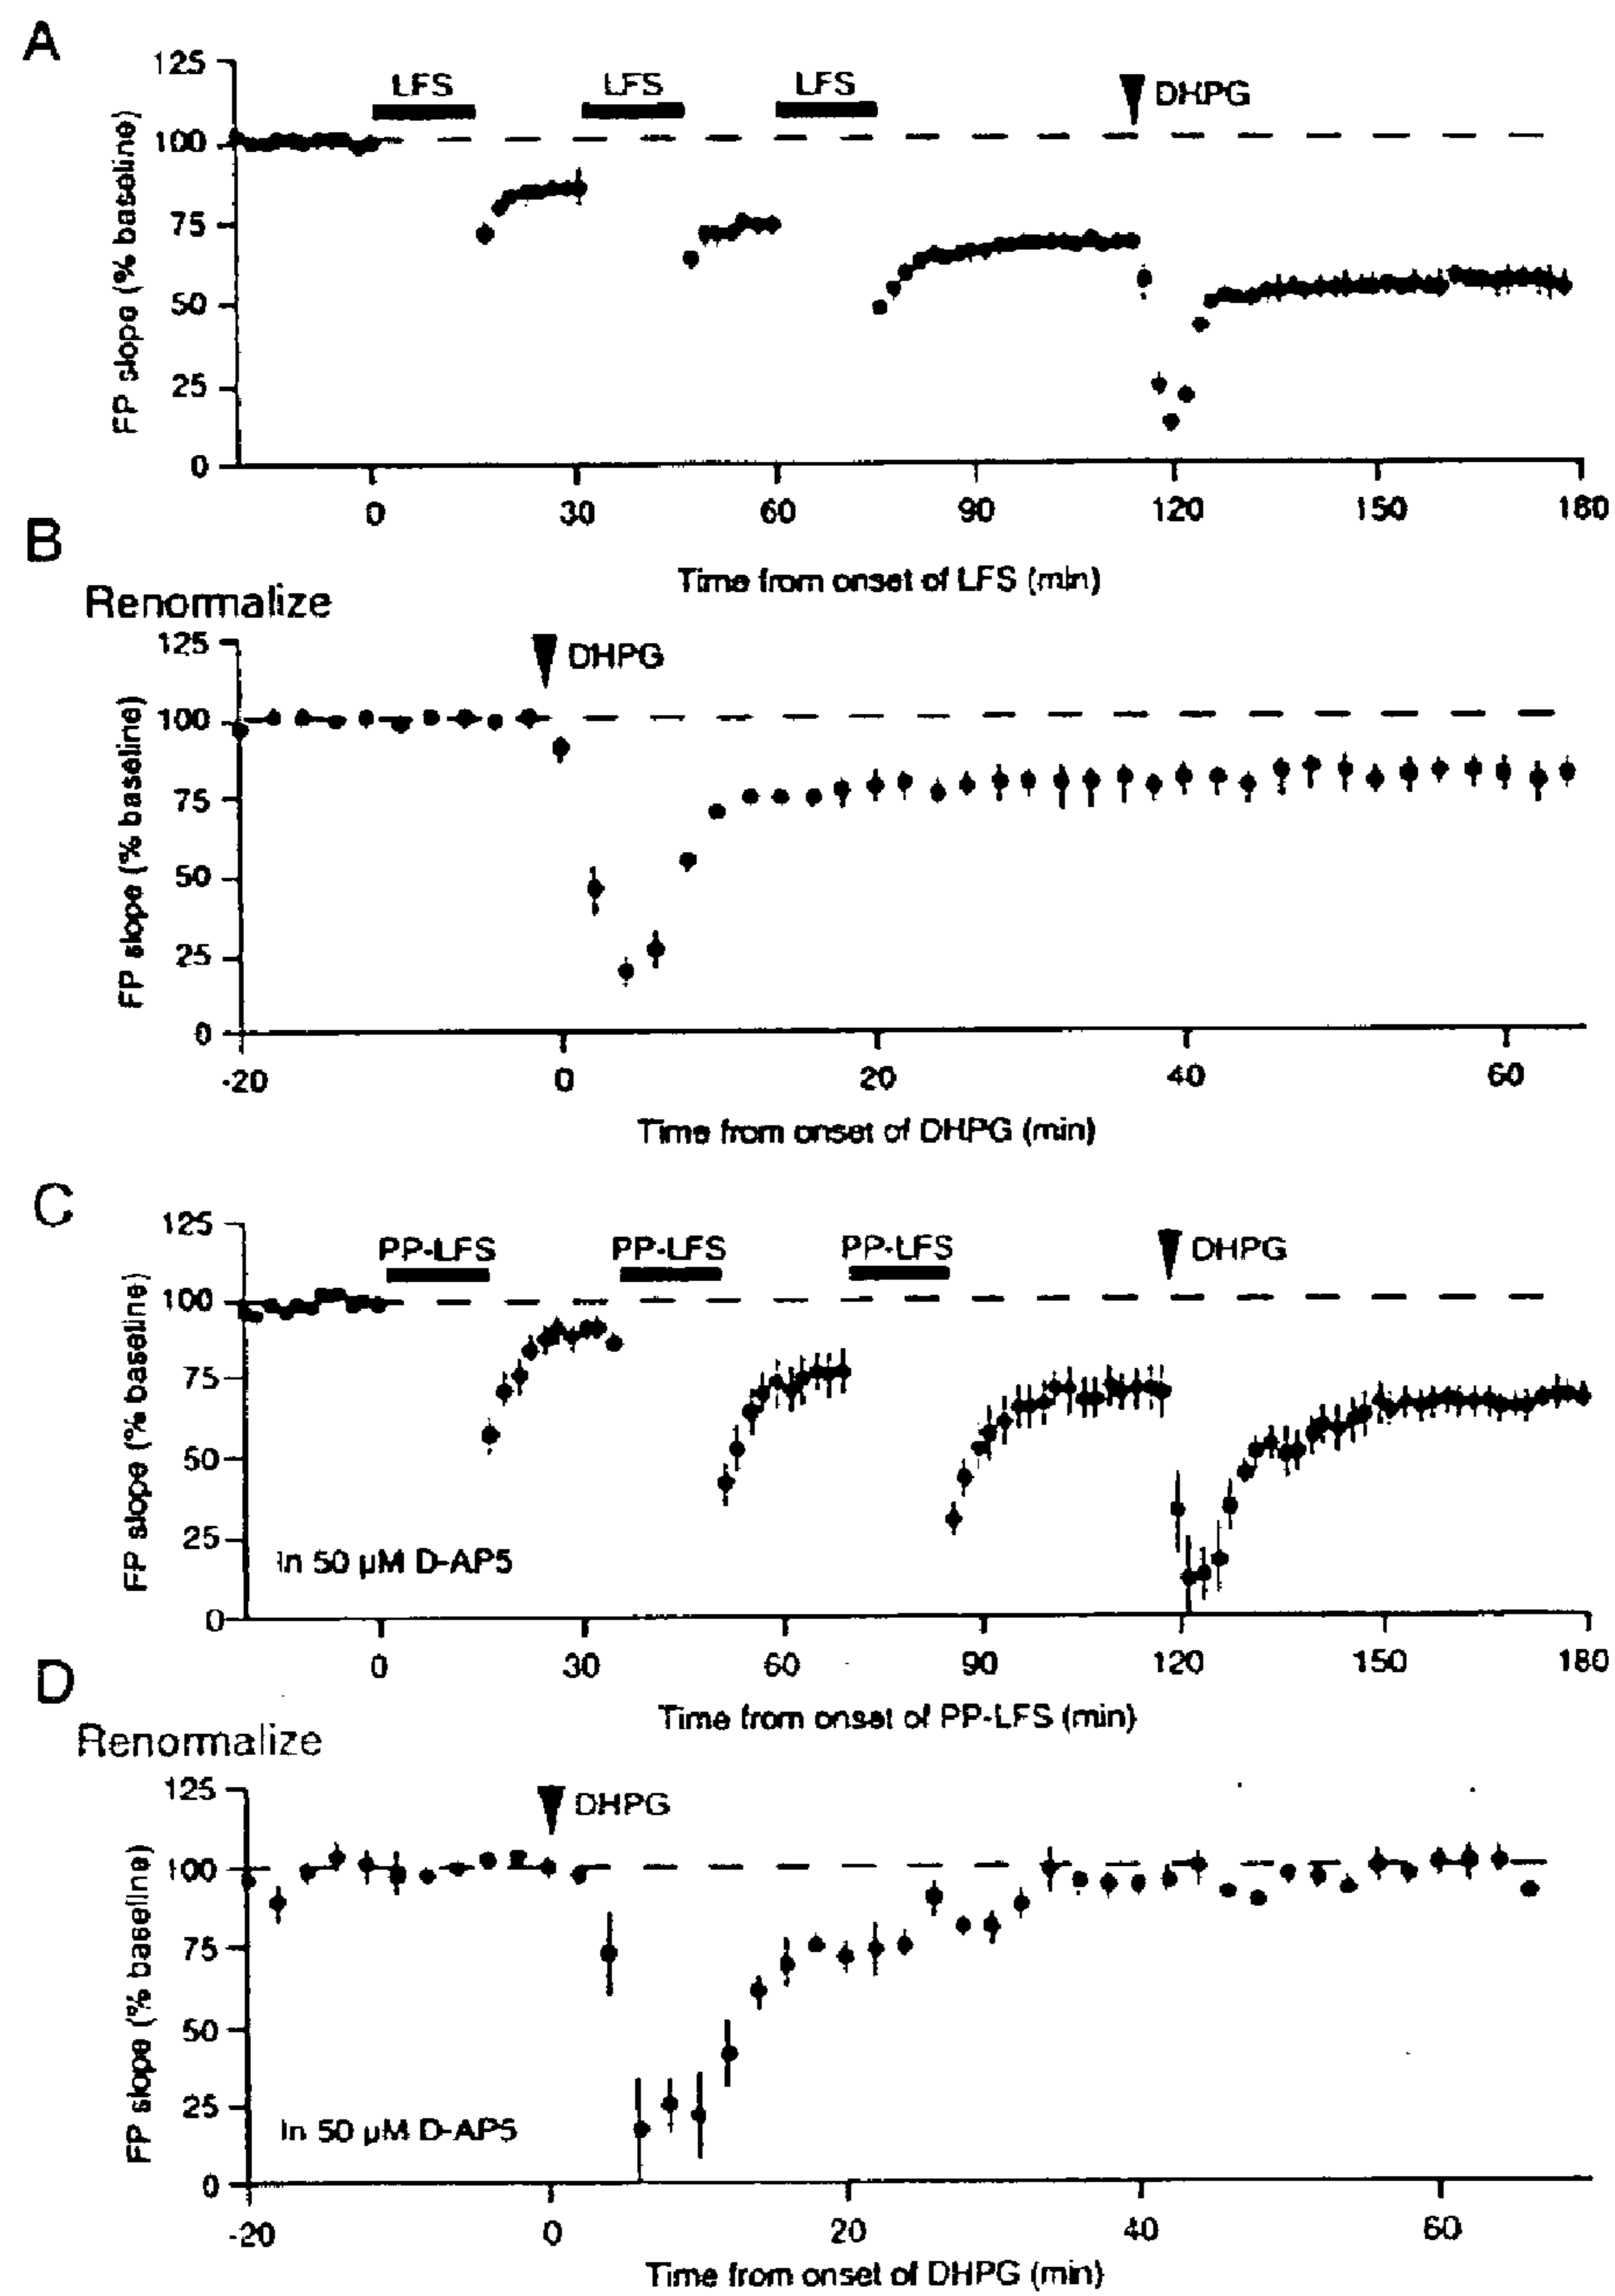 A
125
LFS LFS LFS DHPG
100
75
50
25
0
FP slope (% baseline)
0 30 60 90 120 150 180
Time from onset of LFS (min)
B
Renormalize
125
DHPG
100
75
50
25
0
FP slope (% baseline)
-20 0 20 40 60
Time from onset of DHPG (min)
C
125
PP-LFS PP-LFS PP-LFS DHPG
100
75
50
25
0
FP slope (% baseline)
In 50 µM D-AP5
0 30 60 90 120 150 180
Time from onset of PP-LFS (min)
D
Renormalize
125
DHPG
100
75
50
25
0
FP slope (% baseline)
In 50 µM D-AP5
-20 0 20 40 60
Time from onset of DHPG (min)